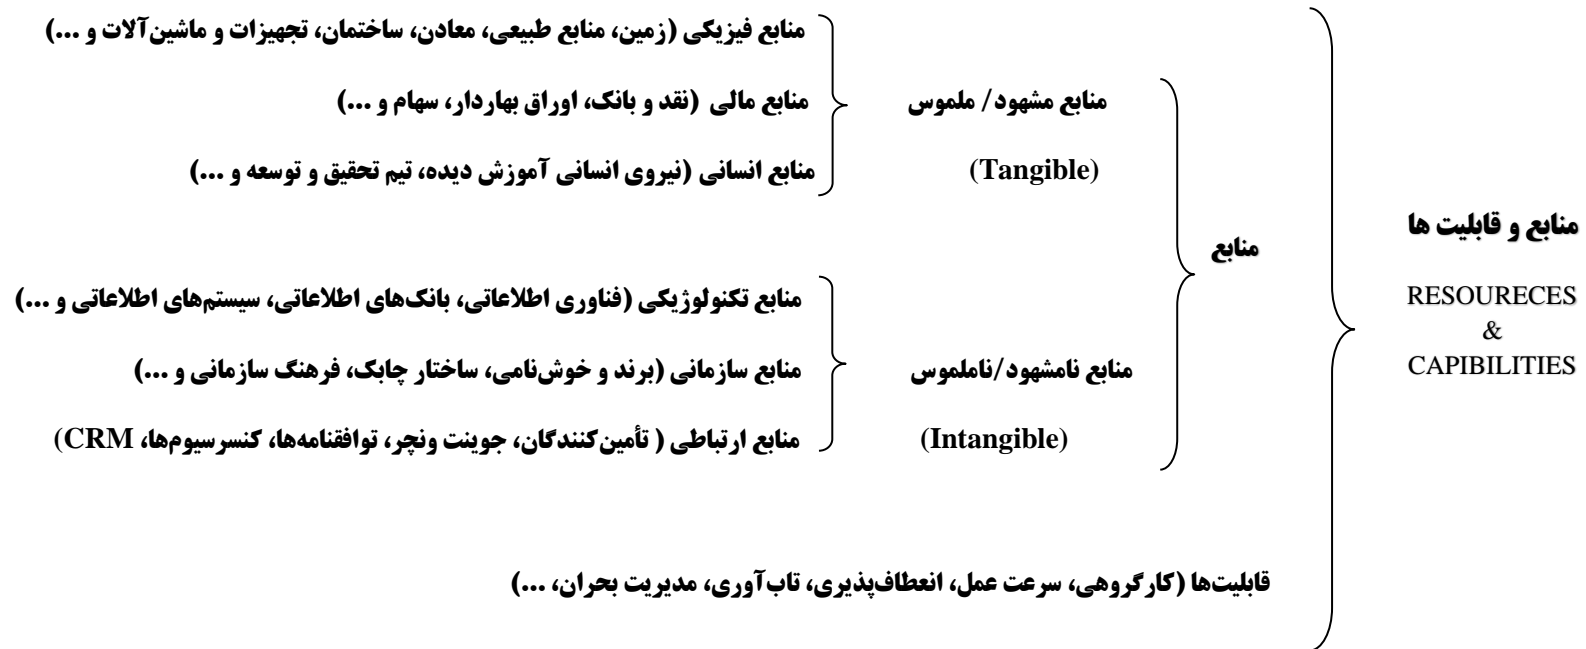 منابع و قابلیت ها
RESOURECES
&
CAPIBILITIES
منابع
منابع مشهود/ ملموس
(Tangible)
منابع فیزیکی (زمین، منابع طبیعی، معادن، ساختمان، تجهیزات و ماشین‌آلات و ...)
منابع مالی (نقد و بانک، اوراق بهاردار، سهام و ...)
منابع انسانی (نیروی انسانی آموزش دیده، تیم تحقیق و توسعه و ...)
منابع نامشهود/ناملموس
(Intangible)
منابع تکنولوژیکی (فناوری اطلاعاتی، بانک‌های اطلاعاتی، سیستم‌های اطلاعاتی و ...)
منابع سازمانی (برند و خوش‌نامی، ساختار چابک، فرهنگ سازمانی و ...)
منابع ارتباطی ( تأمین‌کنندگان، جوینت ونچر، توافقنامه‌ها، کنسرسیوم‌ها، CRM)
قابلیت‌ها (کارگروهی، سرعت عمل، انعطاف‌پذیری، تاب‌آوری، مدیریت بحران، ...)